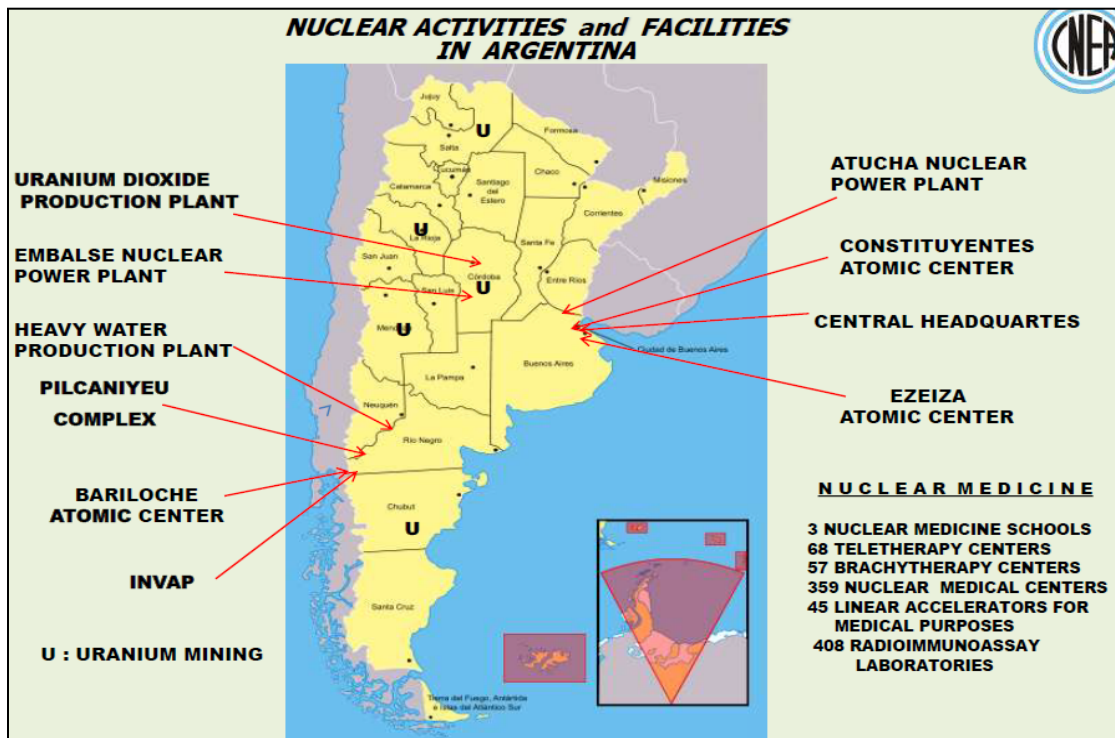 NUCLEAR ACTIVITIES and FACILITIES
IN ARGENTINA
CNEA
URANIUM DIOXIDE
PRODUCTION PLANT
EMBALSE NUCLEAR
POWER PLANT
HEAVY WATER
PRODUCTION PLANT
PILCANIYEU
COMPLEX
BARILOCHE
ATOMIC CENTER
INVAP
U : URANIUM MINING
Jujuy
U
Salta
Formosa
Tucumán
Chaco
Misiones
Catamarca
Santiago
del
Estero
Corrientes
U
La Rioja
Santa Fe
San Juan
Córdoba
Entre Ríos
San Luis
U
U
Ciudad de Buenos Aires
Buenos Aires
La Pampa
Neuquén
Río Negro
Chubut
U
Santa Cruz
Tierra del Fuego, Antártida
e Islas del Atlántico Sur
ATUCHA NUCLEAR
POWER PLANT
CONSTITUYENTES
ATOMIC CENTER
CENTRAL HEADQUARTES
EZEIZA
ATOMIC CENTER
NUCLEAR MEDICINE
3 NUCLEAR MEDICINE SCHOOLS
68 TELETHERAPY CENTERS
57 BRACHYTHERAPY CENTERS
359 NUCLEAR MEDICAL CENTERS
45 LINEAR ACCELERATORS FOR
MEDICAL PURPOSES
408 RADIOIMMUNOASSAY
LABORATORIES